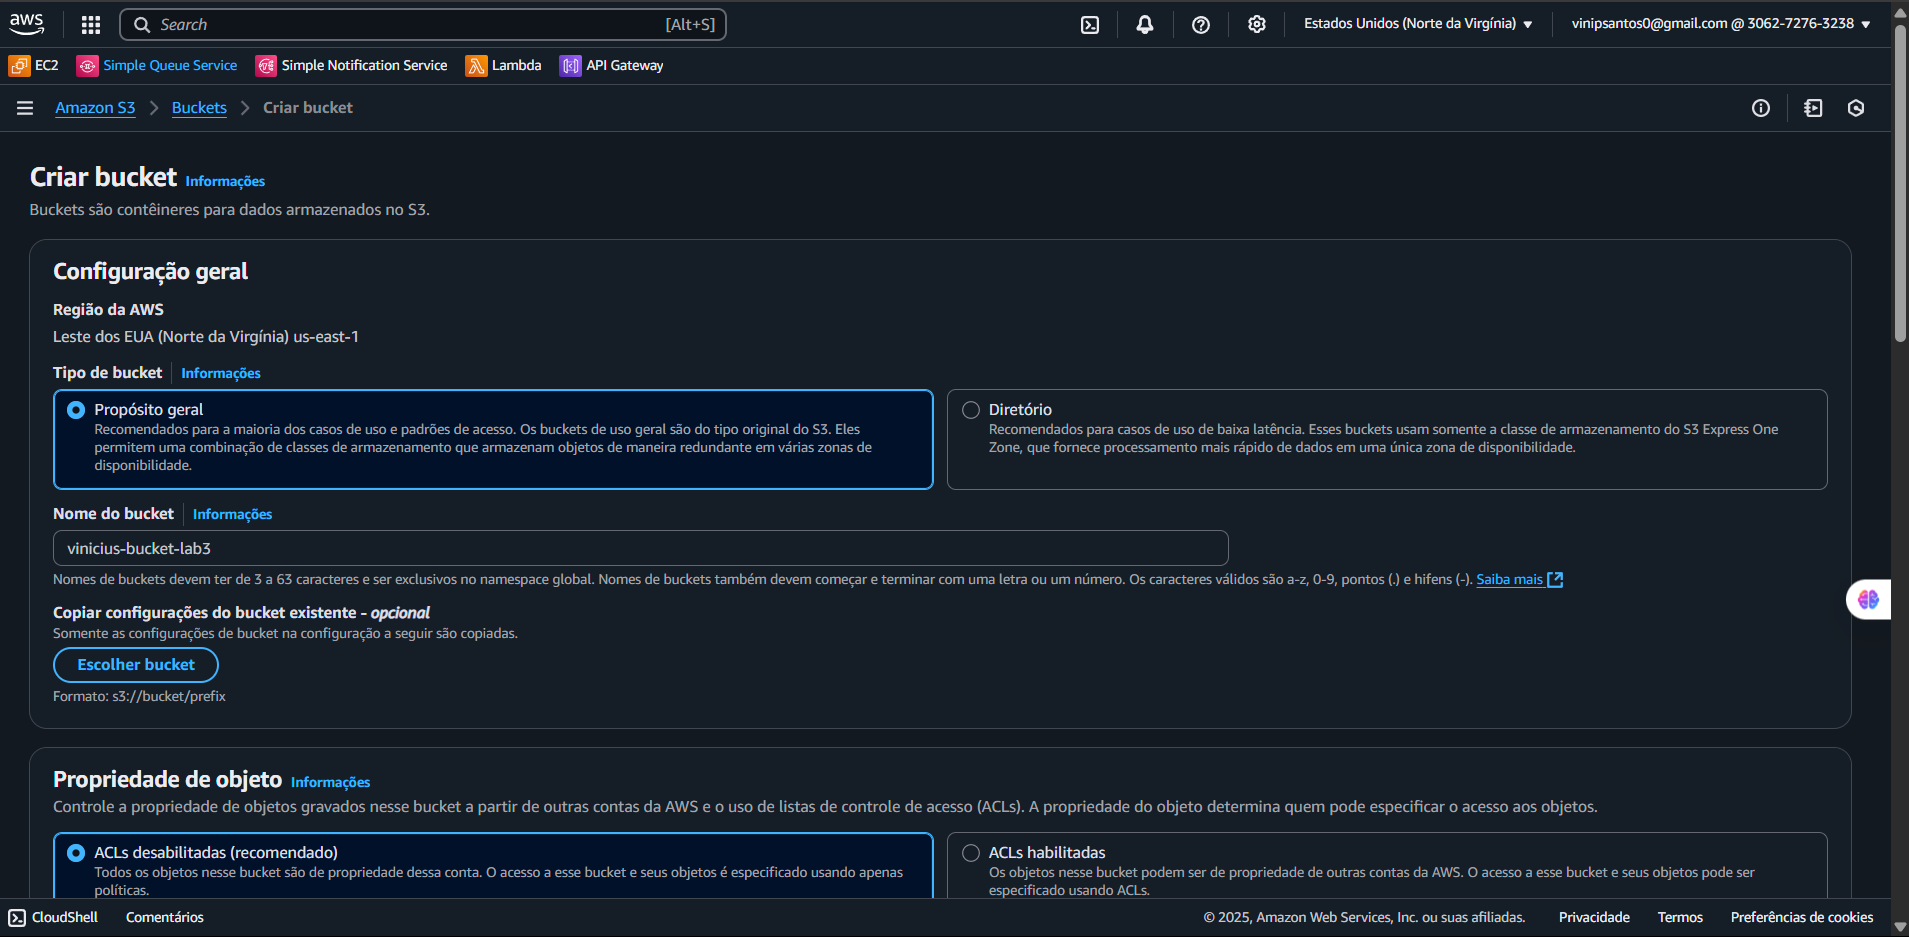 aws
Search [Alt+S]
Estados Unidos (Norte da Virgínia)
vinipsantos0@gmail.com @ 3062-7276-3238
EC2
Simple Queue Service
Simple Notification Service
Lambda
API Gateway
Amazon S3
Buckets
Criar bucket
Criar bucket Informações
Buckets são contêineres para dados armazenados no S3.
Configuração geral
Região da AWS
Leste dos EUA (Norte da Virgínia) us-east-1
Tipo de bucket Informações
Propósito geral
Recomendados para a maioria dos casos de uso e padrões de acesso. Os buckets de uso geral são do tipo original do S3. Eles
permitem uma combinação de classes de armazenamento que armazenam objetos de maneira redundante em várias zonas de
disponibilidade.
Diretório
Recomendados para casos de uso de baixa latência. Esses buckets usam somente a classe de armazenamento do S3 Express One
Zone, que fornece processamento mais rápido de dados em uma única zona de disponibilidade.
Nome do bucket Informações
vinicius-bucket-lab3
Nomes de buckets devem ter de 3 a 63 caracteres e ser exclusivos no namespace global. Nomes de buckets também devem começar e terminar com uma letra ou um número. Os caracteres válidos são a-z, 0-9, pontos (.) e hifens (-). Saiba mais
Copiar configurações do bucket existente - opcional
Somente as configurações de bucket na configuração a seguir são copiadas.
Escolher bucket
Formato: s3://bucket/prefix
Propriedade de objeto Informações
Controle a propriedade de objetos gravados nesse bucket a partir de outras contas da AWS e o uso de listas de controle de acesso (ACLs). A propriedade do objeto determina quem pode especificar o acesso aos objetos.
ACLs desabilitadas (recomendado)
Todos os objetos nesse bucket são de propriedade dessa conta. O acesso a esse bucket e seus objetos é especificado usando apenas
políticas.
ACLs habilitadas
Os objetos nesse bucket podem ser de propriedade de outras contas da AWS. O acesso a esse bucket e seus objetos pode ser
especificado usando ACLs.
CloudShell
Comentários
© 2025, Amazon Web Services, Inc. ou suas afiliadas.
Privacidade
Termos
Preferências de cookies